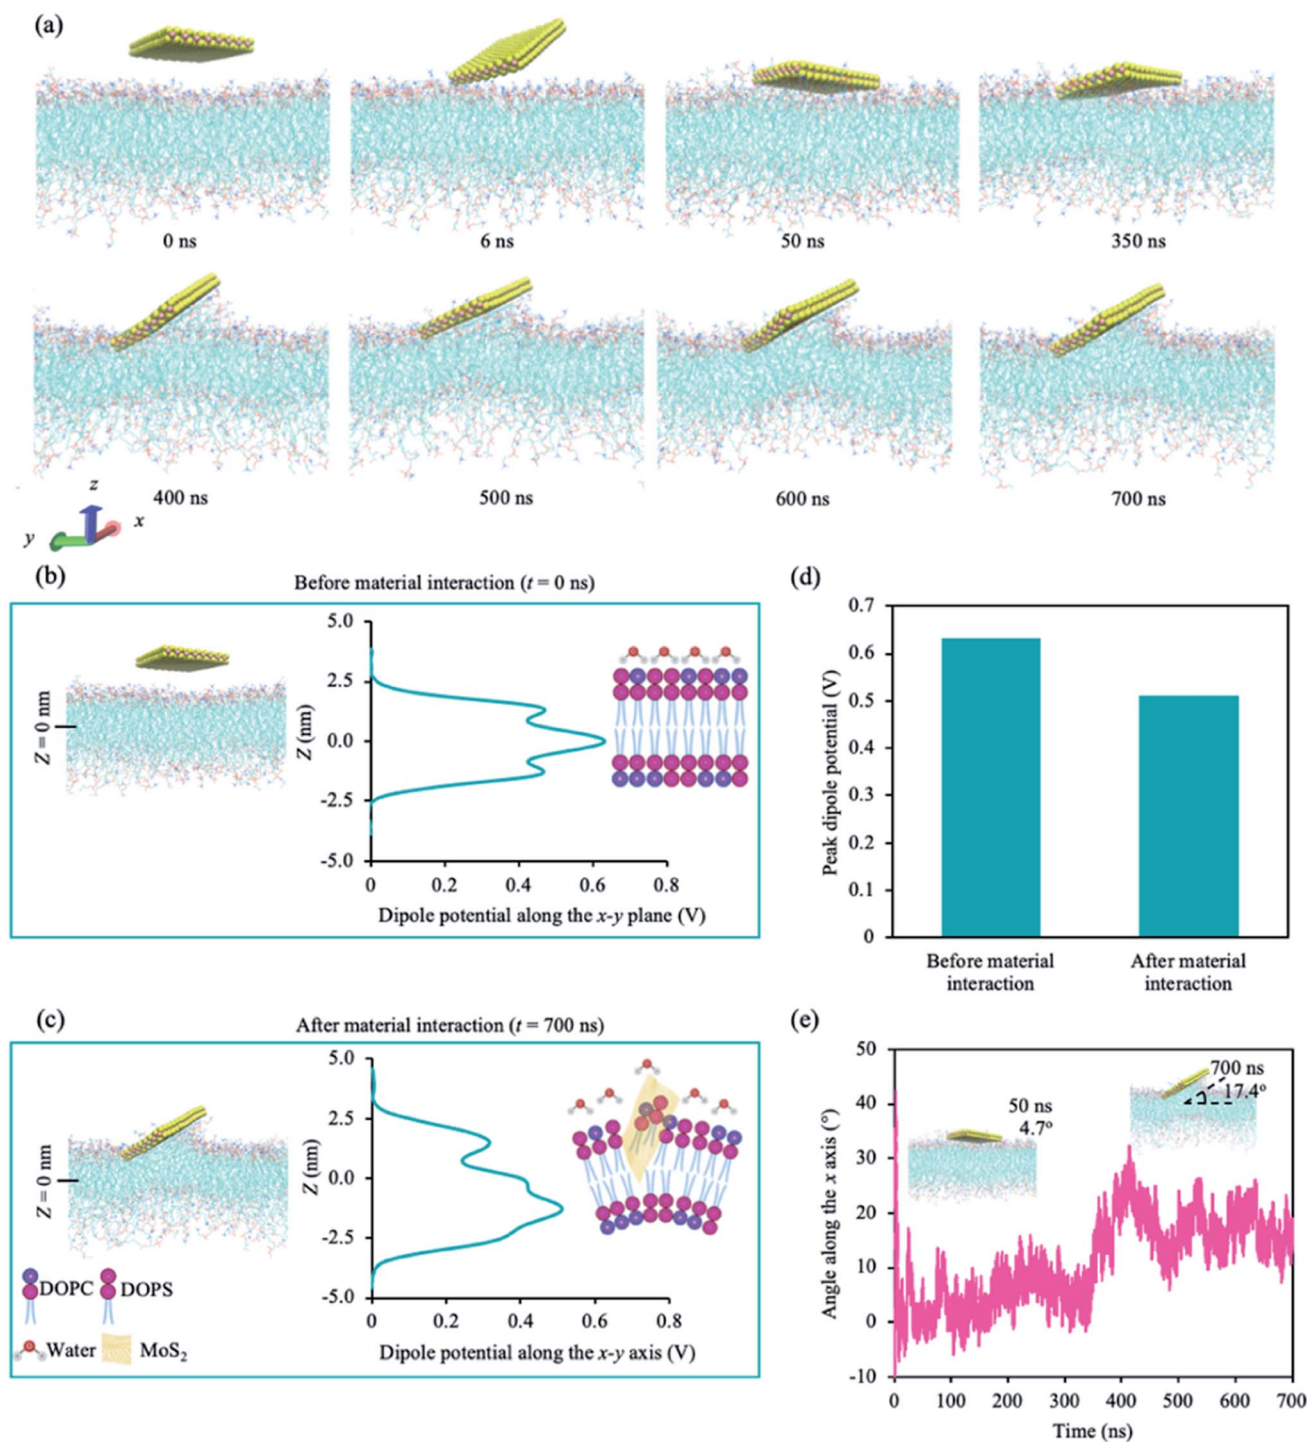 (a)
0 ns
6 ns
50 ns
350 ns
400 ns
500 ns
600 ns
700 ns
z
x
y
(b)
Before material interaction (t = 0 ns)
Z = 0 nm
Z (nm)
5.0
2.5
0.0
-2.5
-5.0
0 0.2 0.4 0.6 0.8
Dipole potential along the x-y plane (V)
(d)
Peak dipole potential (V)
0.7
0.6
0.5
0.4
0.3
0.2
0.1
0
Before material
interaction
After material
interaction
(c)
After material interaction (t = 700 ns)
Z = 0 nm
Z (nm)
5.0
2.5
0.0
-2.5
-5.0
0 0.2 0.4 0.6 0.8
Dipole potential along the x-y axis (V)
DOPC
DOPS
Water
MoS₂
(e)
Angle along the x axis (°)
50
40
30
20
10
0
-10
50 ns
4.7°
700 ns
17.4°
0 100 200 300 400 500 600 700
Time (ns)